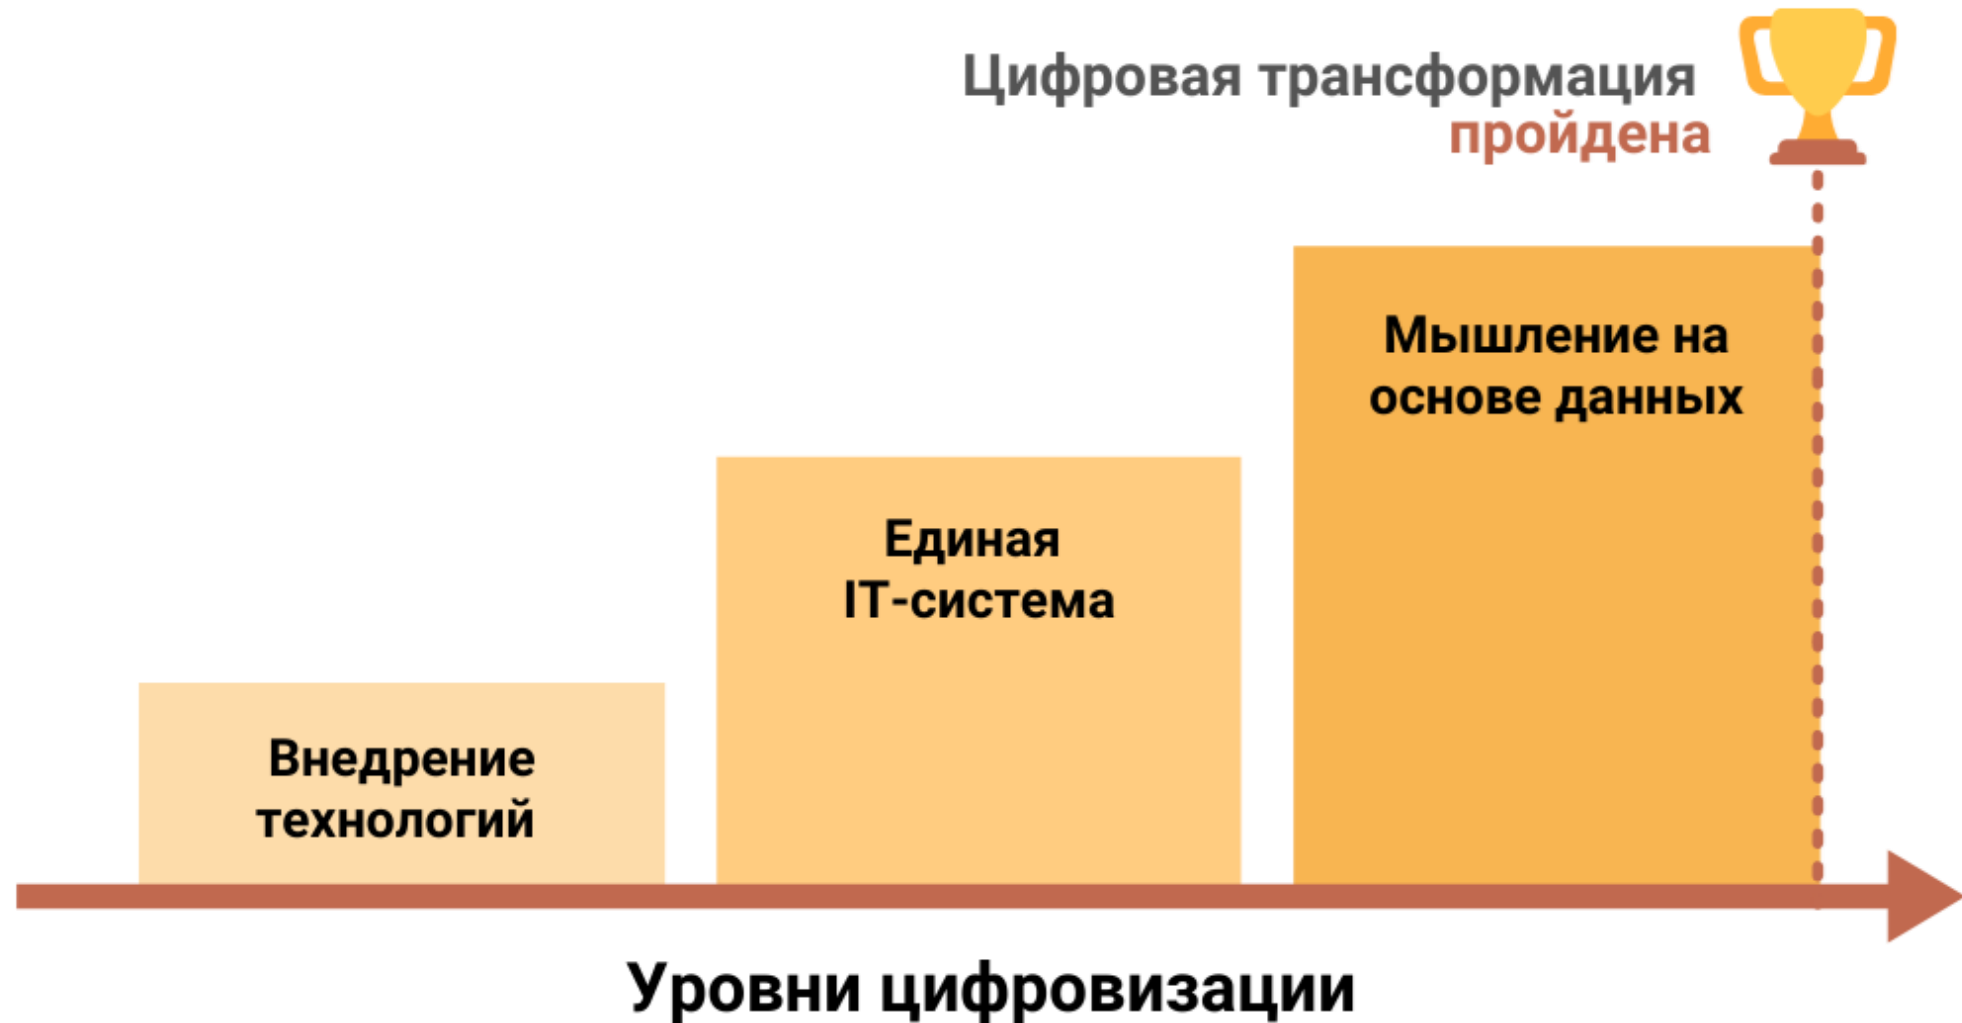 Цифровая трансформация
пройдена
Мышление на
основе данных
Единая
IT-система
Внедрение
технологий
Уровни цифровизации